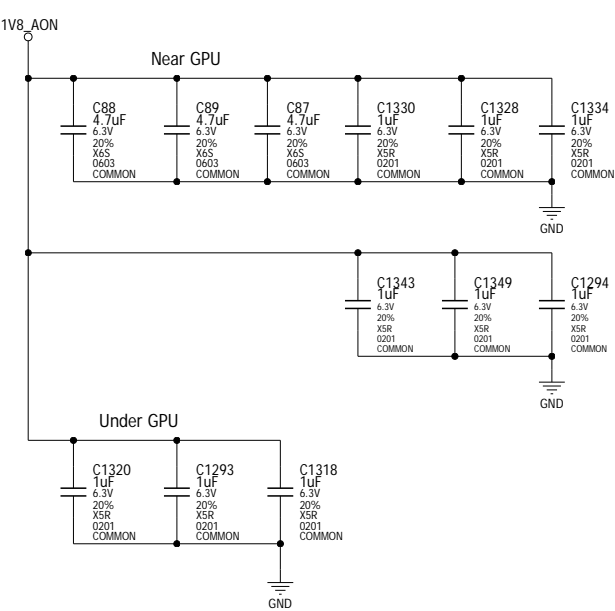 1V8_AON
Near GPU
C88
4.7uF
6.3V
20%
X6S
0603
COMMON
C89
4.7uF
6.3V
20%
X6S
0603
COMMON
C87
4.7uF
6.3V
20%
X6S
0603
COMMON
C1330
1uF
6.3V
20%
X5R
0201
COMMON
C1328
1uF
6.3V
20%
X5R
0201
COMMON
C1334
1uF
6.3V
20%
X5R
0201
COMMON
GND
C1343
1uF
6.3V
20%
X5R
0201
COMMON
C1349
1uF
6.3V
20%
X5R
0201
COMMON
C1294
1uF
6.3V
20%
X5R
0201
COMMON
GND
Under GPU
C1320
1uF
6.3V
20%
X5R
0201
COMMON
C1293
1uF
6.3V
20%
X5R
0201
COMMON
C1318
1uF
6.3V
20%
X5R
0201
COMMON
GND